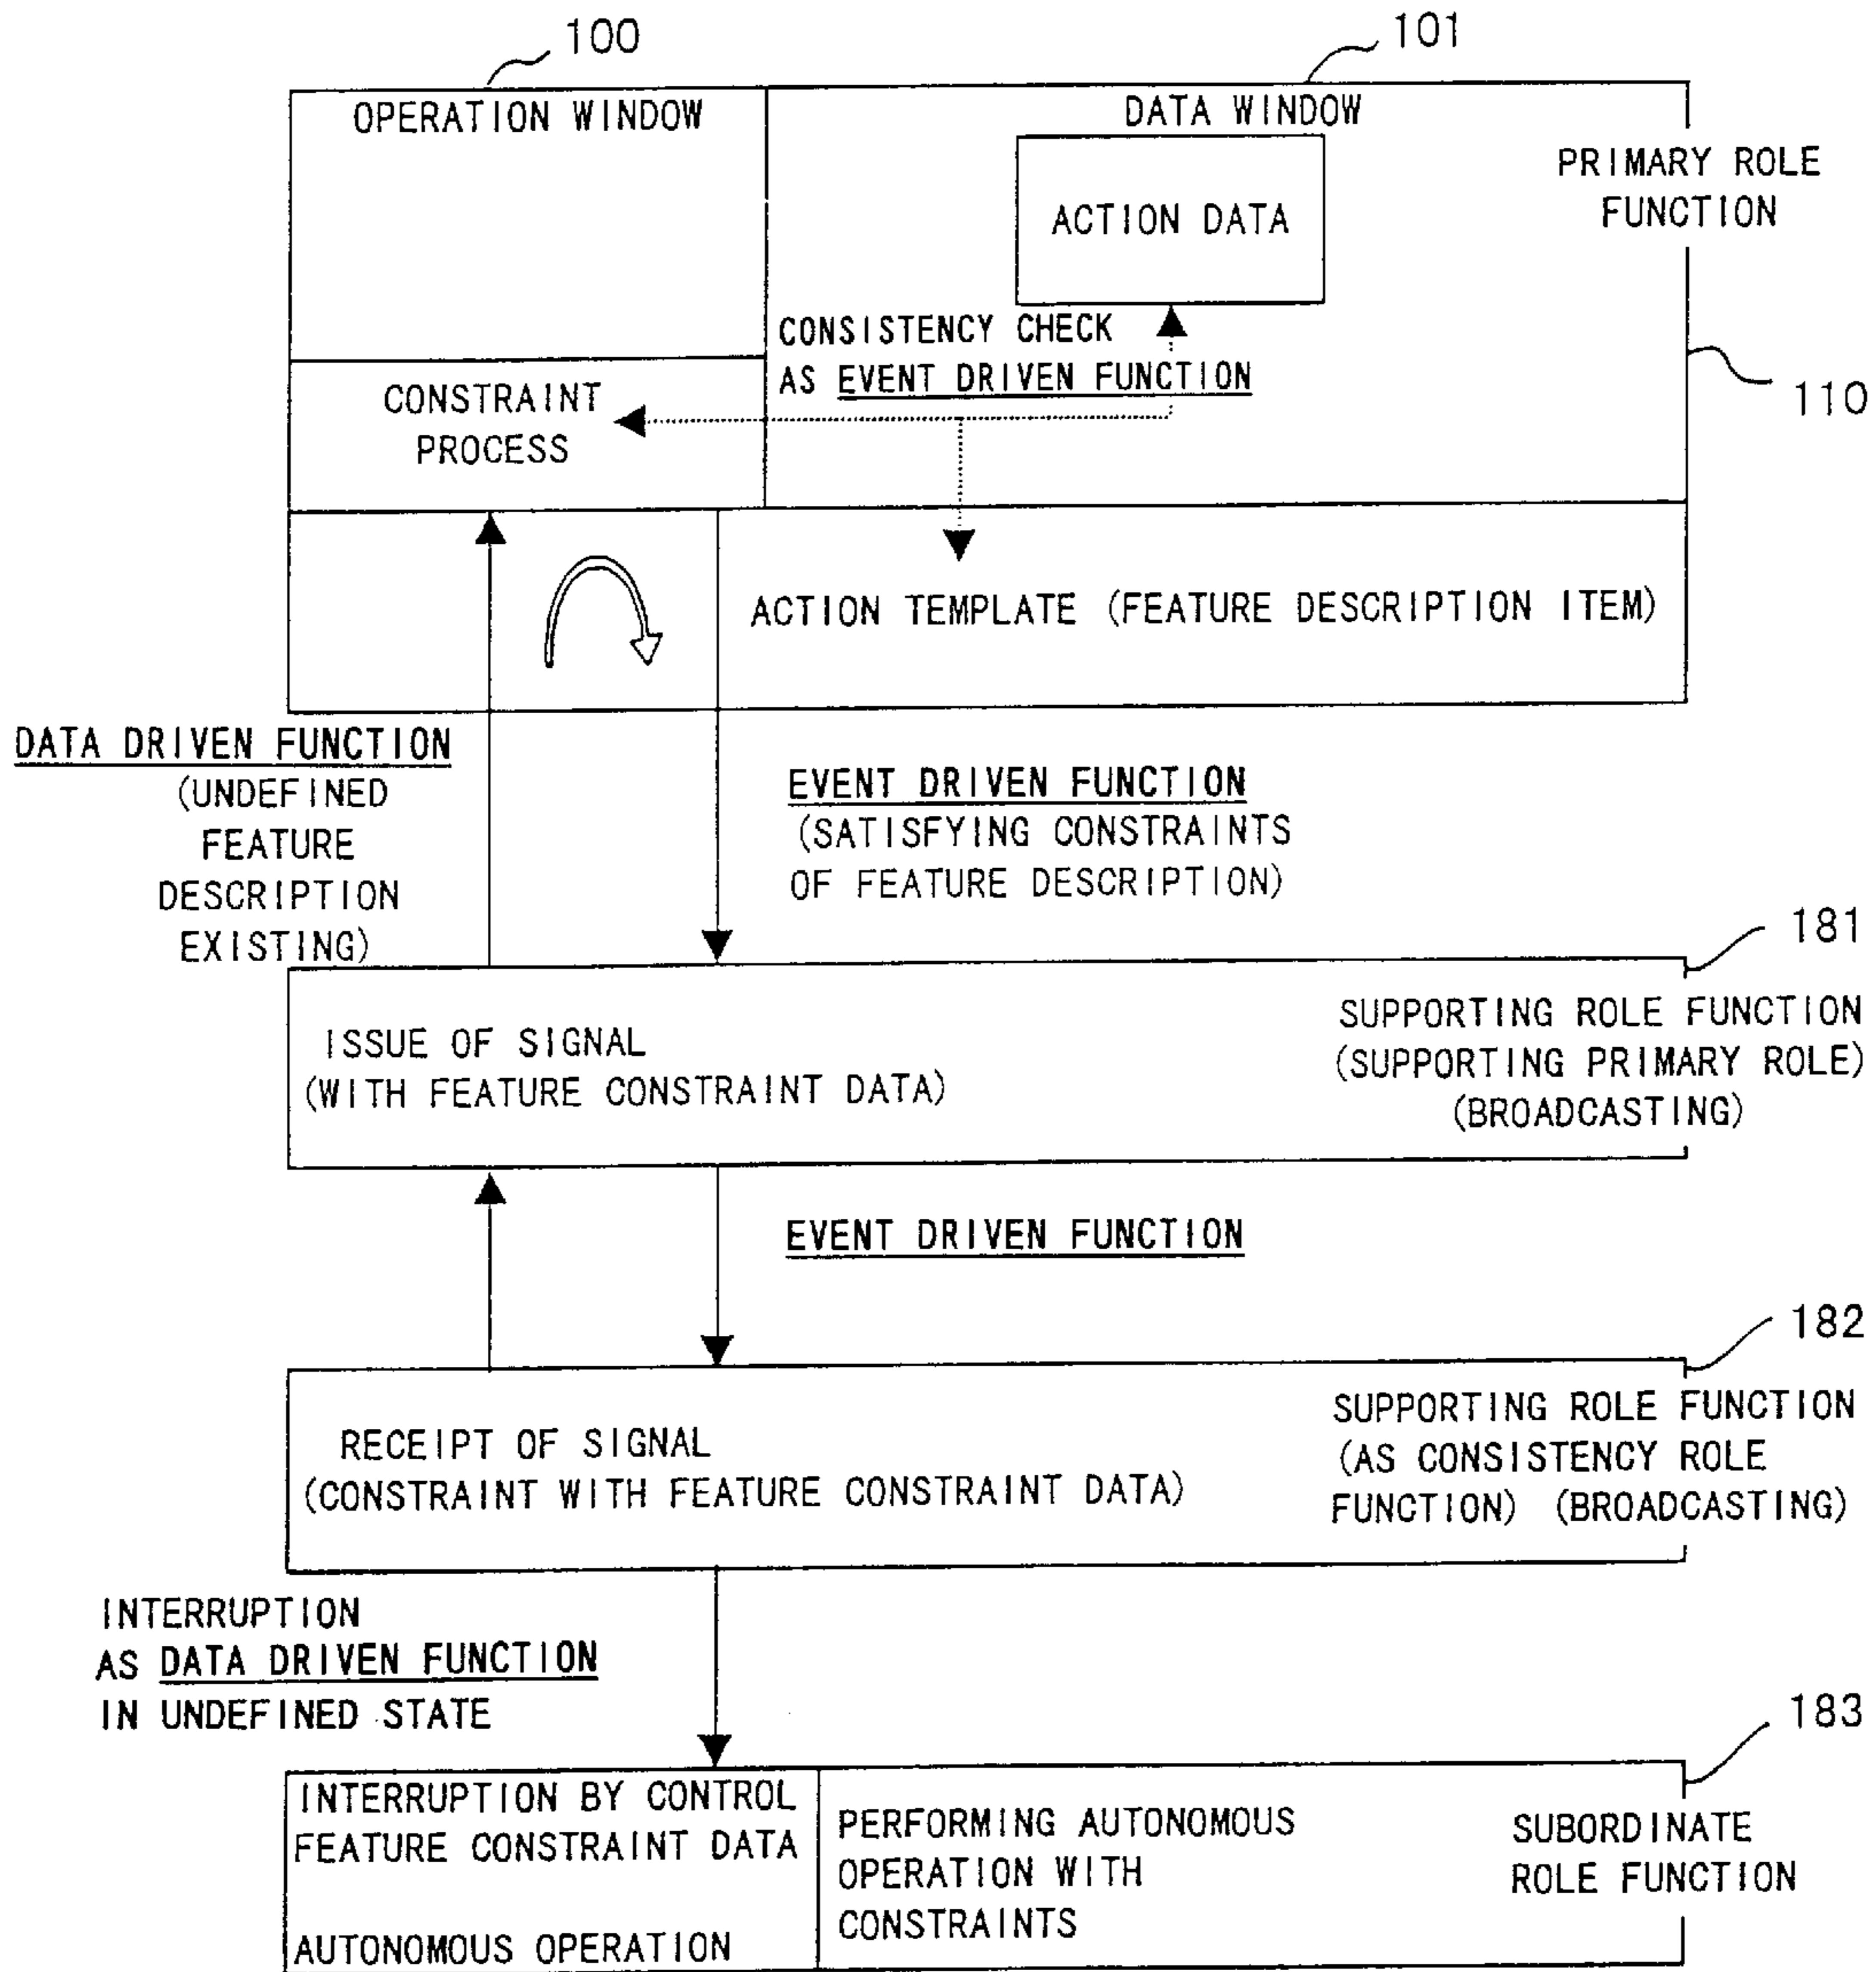 100
101
OPERATION WINDOW
DATA WINDOW
PRIMARY ROLE
FUNCTION
ACTION DATA
CONSISTENCY CHECK
AS EVENT DRIVEN FUNCTION
CONSTRAINT
PROCESS
110
ACTION TEMPLATE (FEATURE DESCRIPTION ITEM)
DATA DRIVEN FUNCTION
(UNDEFINED
FEATURE
DESCRIPTION
EXISTING)
EVENT DRIVEN FUNCTION
(SATISFYING CONSTRAINTS
OF FEATURE DESCRIPTION)
181
ISSUE OF SIGNAL
(WITH FEATURE CONSTRAINT DATA)
SUPPORTING ROLE FUNCTION
(SUPPORTING PRIMARY ROLE)
(BROADCASTING)
EVENT DRIVEN FUNCTION
182
RECEIPT OF SIGNAL
(CONSTRAINT WITH FEATURE CONSTRAINT DATA)
SUPPORTING ROLE FUNCTION
(AS CONSISTENCY ROLE
FUNCTION) (BROADCASTING)
INTERRUPTION
AS DATA DRIVEN FUNCTION
IN UNDEFINED STATE
183
INTERRUPTION BY CONTROL
FEATURE CONSTRAINT DATA
AUTONOMOUS OPERATION
PERFORMING AUTONOMOUS
OPERATION WITH
CONSTRAINTS
SUBORDINATE
ROLE FUNCTION